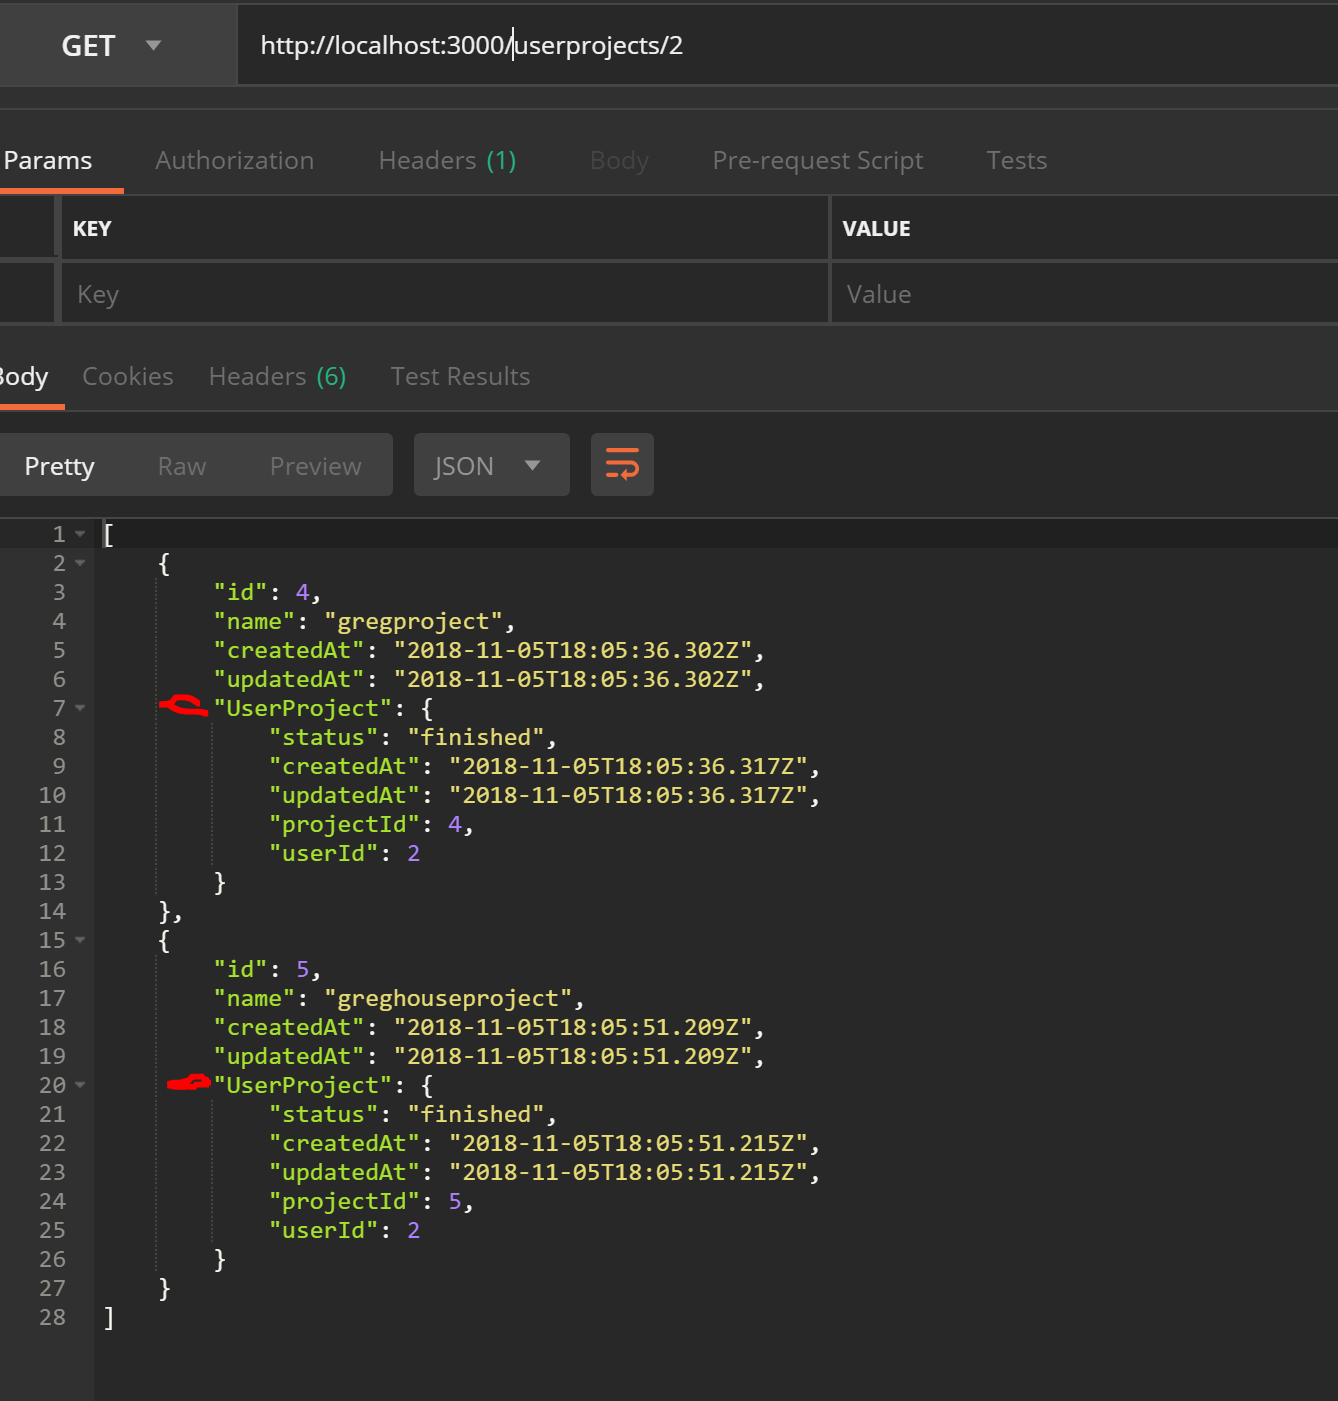 GET http://localhost:3000/userprojects/2
Params Authorization Headers (1) Body Pre-request Script Tests
KEY VALUE
Key Value
Body Cookies Headers (6) Test Results
Pretty Raw Preview JSON
1 [
2 {
3 "id": 4,
4 "name": "gregproject",
5 "createdAt": "2018-11-05T18:05:36.302Z",
6 "updatedAt": "2018-11-05T18:05:36.302Z",
7 "UserProject": {
8 "status": "finished",
9 "createdAt": "2018-11-05T18:05:36.317Z",
10 "updatedAt": "2018-11-05T18:05:36.317Z",
11 "projectId": 4,
12 "userId": 2
13 }
14 },
15 {
16 "id": 5,
17 "name": "greghouseproject",
18 "createdAt": "2018-11-05T18:05:51.209Z",
19 "updatedAt": "2018-11-05T18:05:51.209Z",
20 "UserProject": {
21 "status": "finished",
22 "createdAt": "2018-11-05T18:05:51.215Z",
23 "updatedAt": "2018-11-05T18:05:51.215Z",
24 "projectId": 5,
25 "userId": 2
26 }
27 }
28 ]